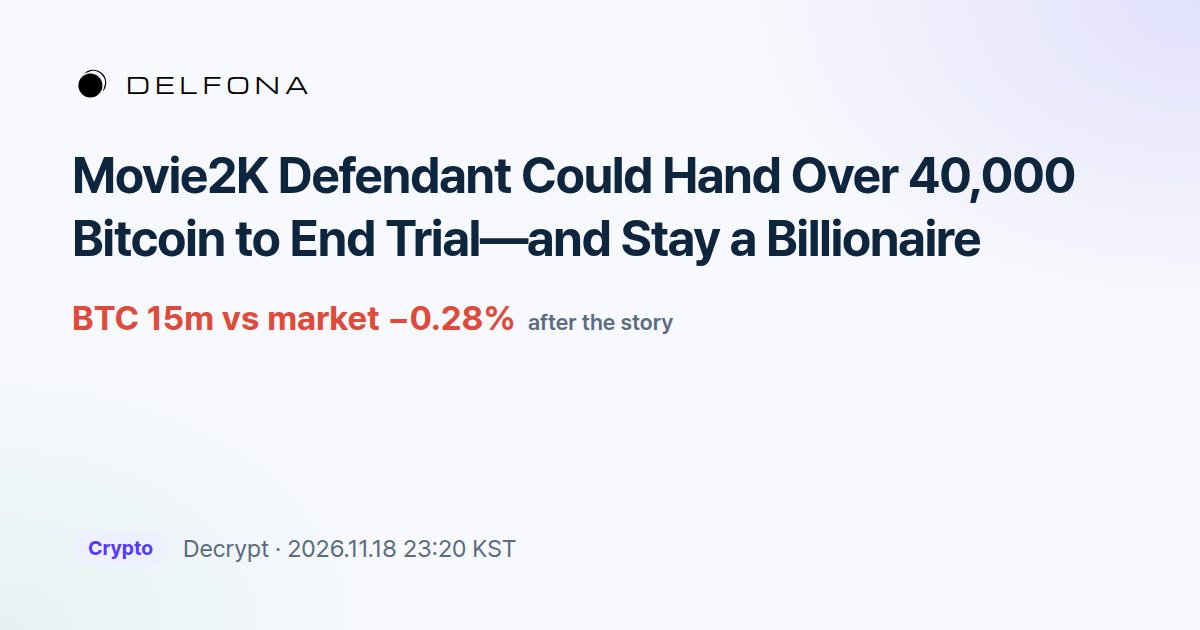 DELFONA
Movie2K Defendant Could Hand Over 40,000
Bitcoin to End Trial—and Stay a Billionaire
BTC 15m vs market −0.28% after the story
Crypto Decrypt · 2026.11.18 23:20 KST